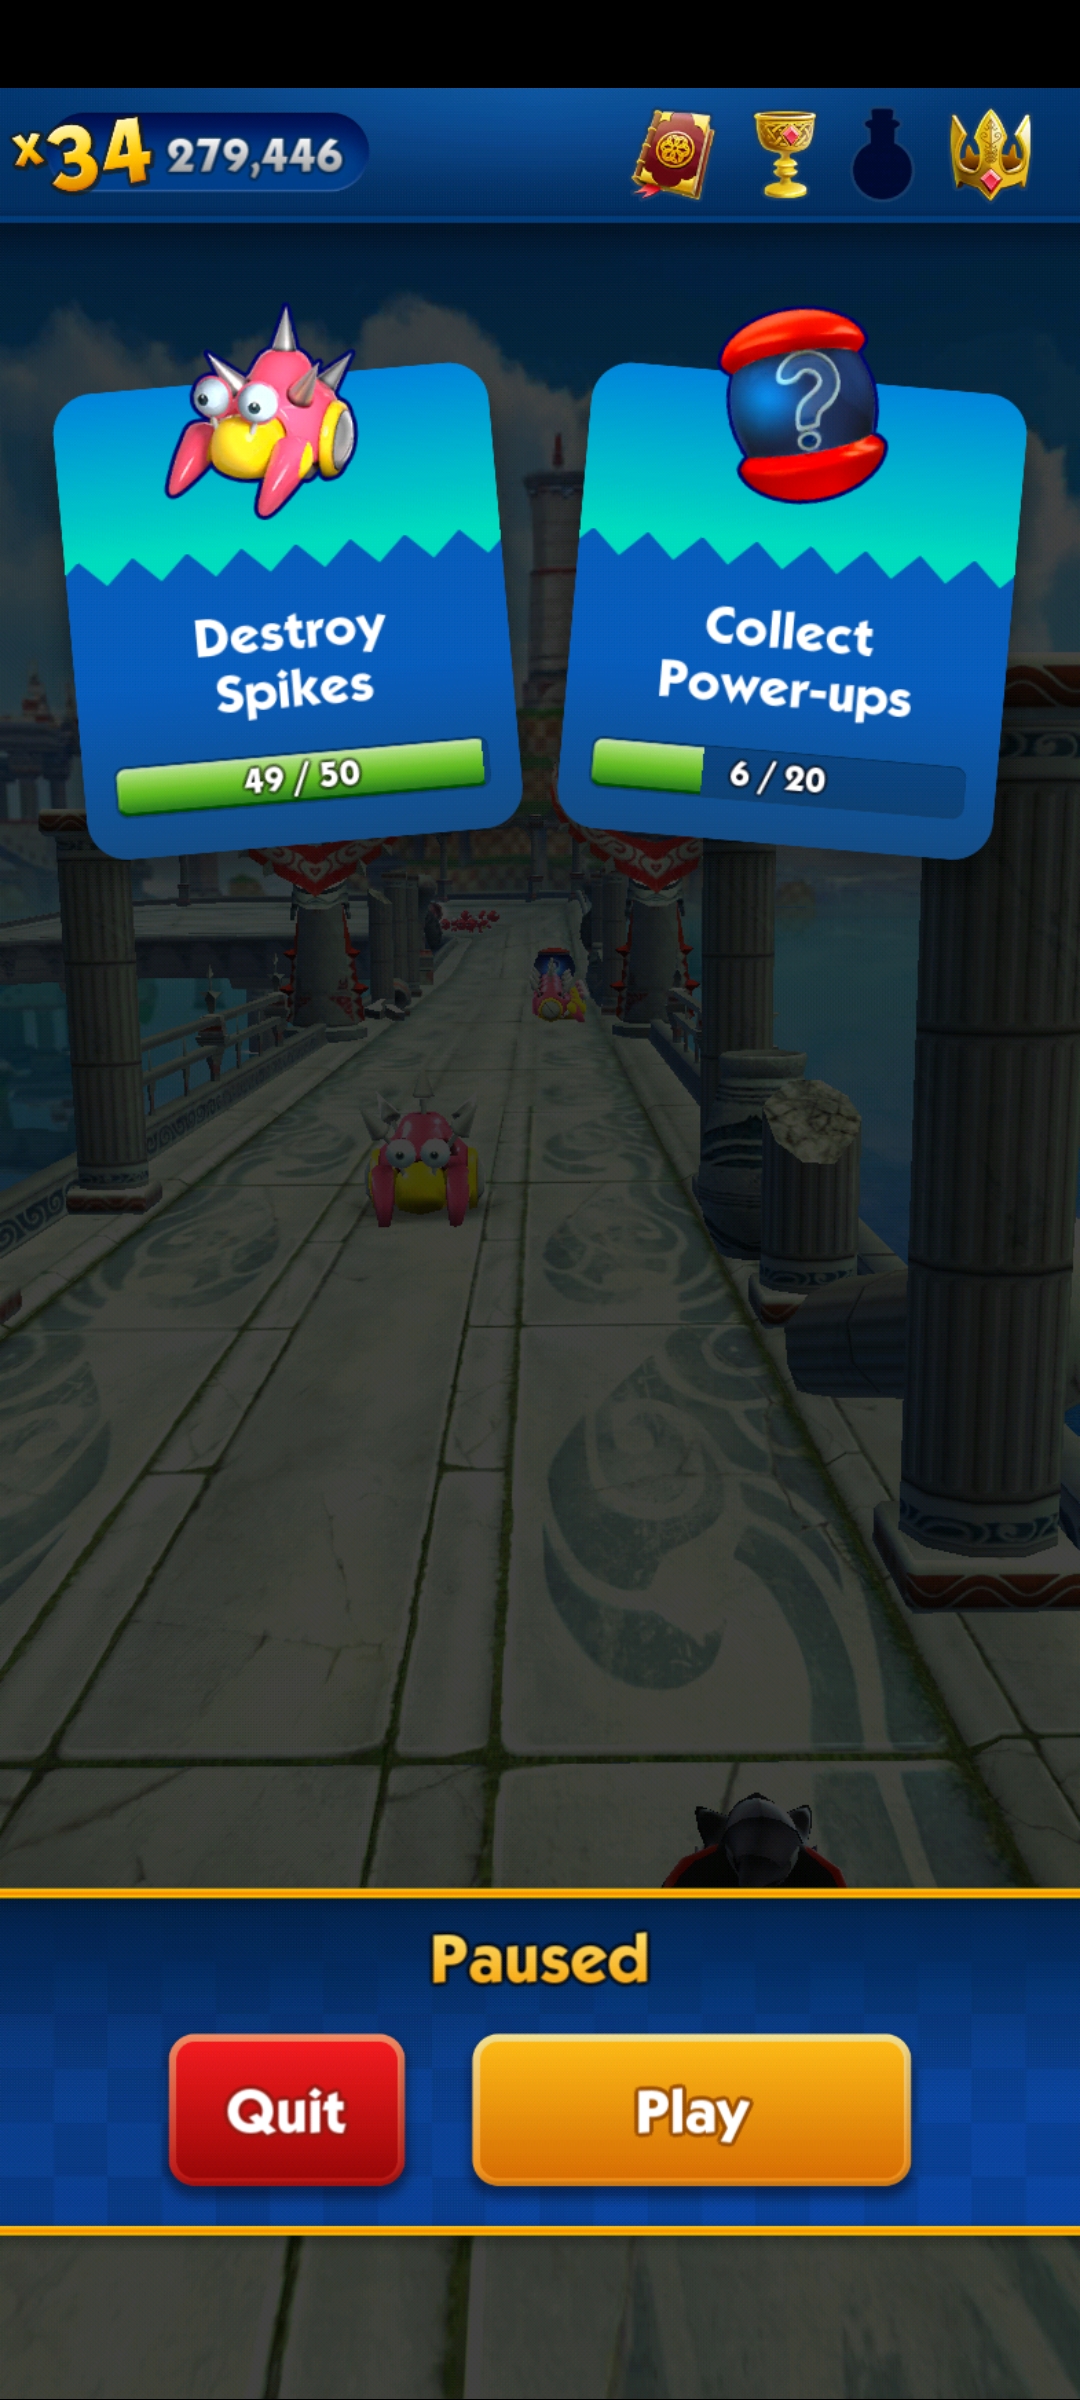 x34 279,446
?
Destroy
Spikes
49 / 50
Collect
Power-ups
6 / 20
Paused
Quit
Play